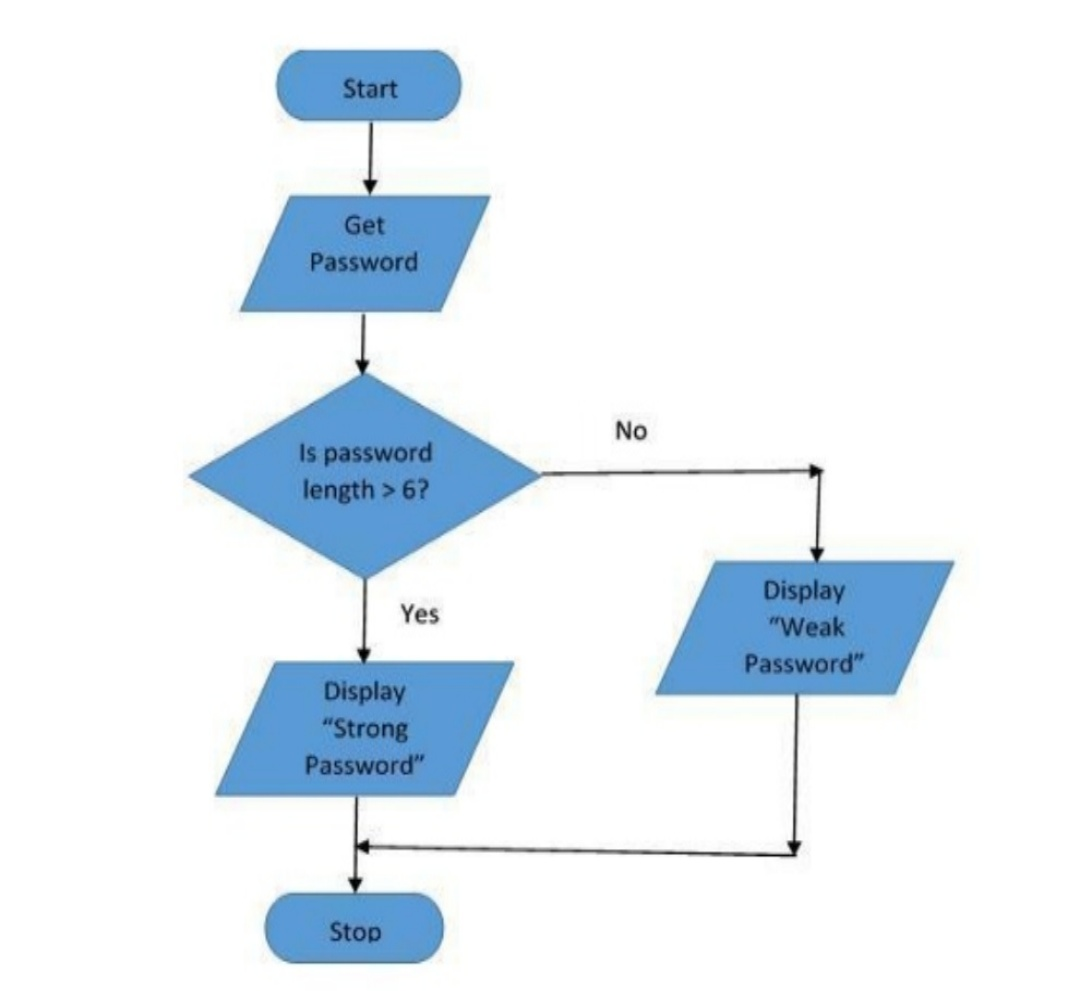 Start
Get
Password
Is password
length > 6?
No
Yes
Display
“Weak
Password”
Display
“Strong
Password”
Stop